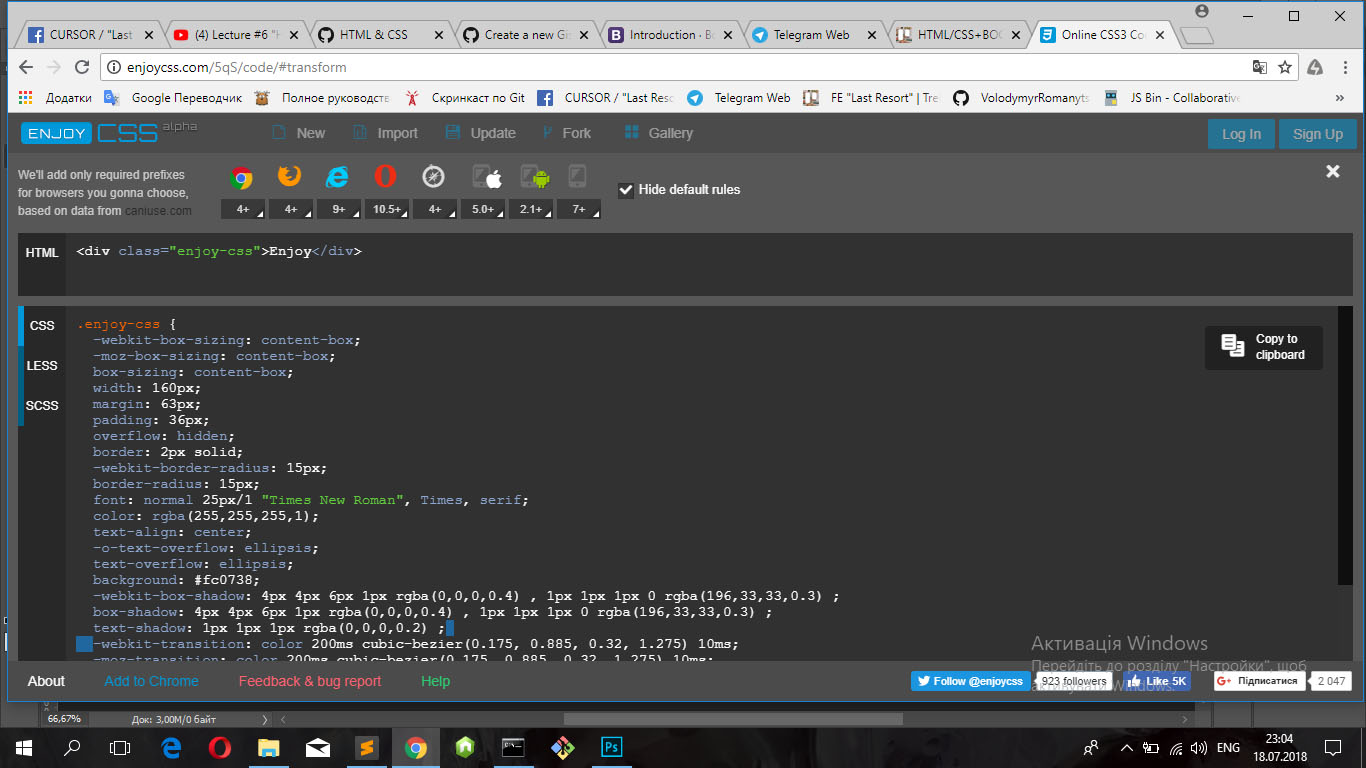 CURSOR / "Last
(4) Lecture #6 "H
HTML & CSS
Create a new Gis
Introduction · Bo
Telegram Web
HTML/CSS+BOO
Online CSS3 Co
enjoycss.com/5qS/code/#transform
Додатки
Google Переводчик
Полное руководств
Скринкаст по Git
CURSOR / "Last Reso
Telegram Web
FE "Last Resort" | Tre
VolodymyrRomanyts
JS Bin - Collaborative
»
ENJOY CSS alpha
New
Import
Update
Fork
Gallery
Log In
Sign Up
We'll add only required prefixes
for browsers you gonna choose,
based on data from caniuse.com
4+
4+
9+
10.5+
4+
5.0+
2.1+
7+
Hide default rules
HTML
<div class="enjoy-css">Enjoy</div>
CSS
LESS
SCSS
Copy to
clipboard
.enjoy-css {
-webkit-box-sizing: content-box;
-moz-box-sizing: content-box;
box-sizing: content-box;
width: 160px;
margin: 63px;
padding: 36px;
overflow: hidden;
border: 2px solid;
-webkit-border-radius: 15px;
border-radius: 15px;
font: normal 25px/1 "Times New Roman", Times, serif;
color: rgba(255,255,255,1);
text-align: center;
-o-text-overflow: ellipsis;
text-overflow: ellipsis;
background: #fc0738;
-webkit-box-shadow: 4px 4px 6px 1px rgba(0,0,0,0.4) , 1px 1px 1px 0 rgba(196,33,33,0.3) ;
box-shadow: 4px 4px 6px 1px rgba(0,0,0,0.4) , 1px 1px 1px 0 rgba(196,33,33,0.3) ;
text-shadow: 1px 1px 1px rgba(0,0,0,0.2) ;
-webkit-transition: color 200ms cubic-bezier(0.175, 0.885, 0.32, 1.275) 10ms;
-moz-transition: color 200ms cubic-bezier(0.175, 0.885, 0.32, 1.275) 10ms;
Активація Windows
Перейдіть до розділу "Настройки", щоб
активувати Windows.
About
Add to Chrome
Feedback & bug report
Help
Follow @enjoycss
923 followers
Like 5K
G+ Підписатися
2 047
66,67%
Док: 3,00M/0 байт
ENG
23:04
18.07.2018